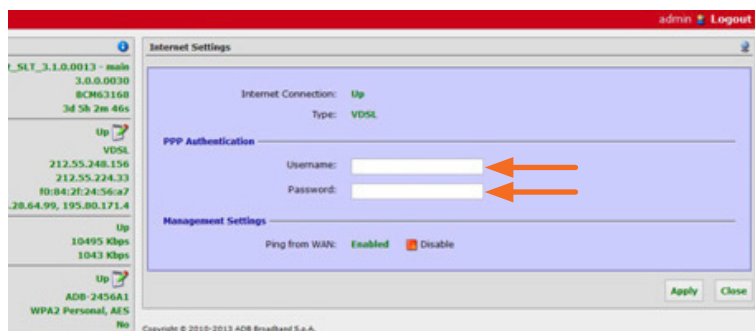 admin Logout
_SLT_3.1.0.0013 - main
3.0.0.0030
BCM63168
3d 5h 2m 46s
Up
VDSL
212.55.248.156
212.55.224.33
f0:84:2f:24:56:a7
.28.64.99, 195.80.171.4
Up
10495 Kbps
1043 Kbps
Up
ADB-2456A1
WPA2 Personal, AES
No
Internet Settings
Internet Connection: Up
Type: VDSL
PPP Authentication
Username:
Password:
Management Settings
Ping from WAN: Enabled Disable
Apply Close
Copyright © 2010-2013 ADB Broadband S.p.A.